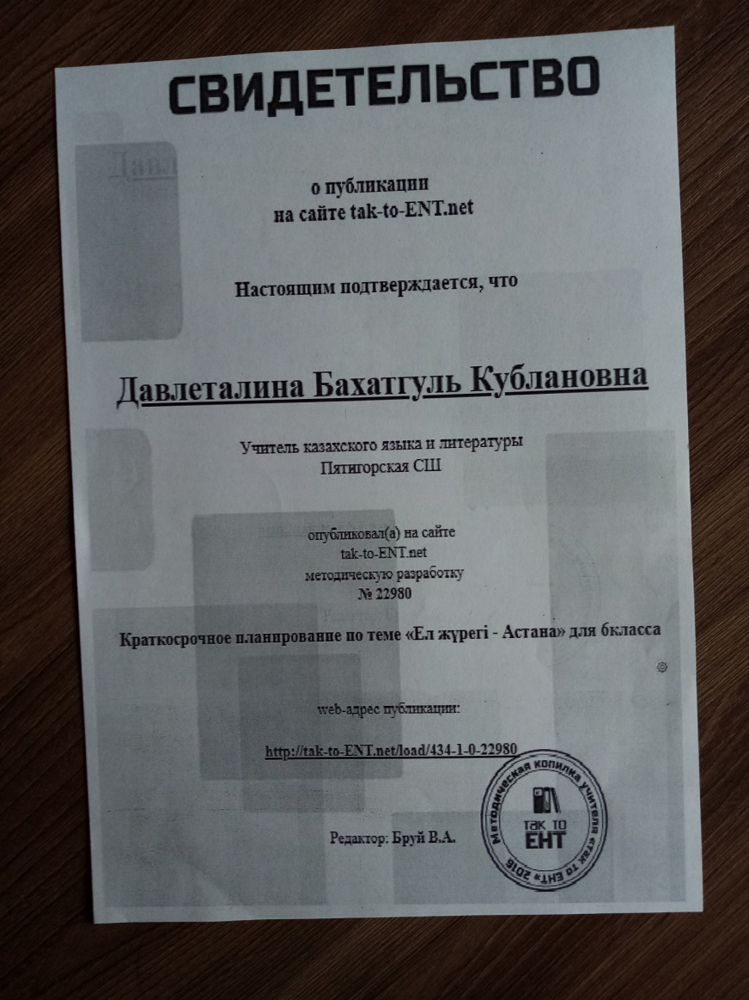 СВИДЕТЕЛЬСТВО
Давл
о публикации
на сайте tak-to-ENT.net
Настоящим подтверждается, что
Давлеталина Бахатгуль Кублановна
Учитель казахского языка и литературы
Пятигорская СШ
опубликовал(а) на сайте
tak-to-ENT.net
методическую разработку
№ 22980
Краткосрочное планирование по теме «Ел жүрегі - Астана» для 6класса
web-адрес публикации:
http://tak-to-ENT.net/load/434-1-0-22980
Редактор: Бруй В.А.
Методическая копилка учителя «Так то ЕНТ» 2016
так то
ЕНТ